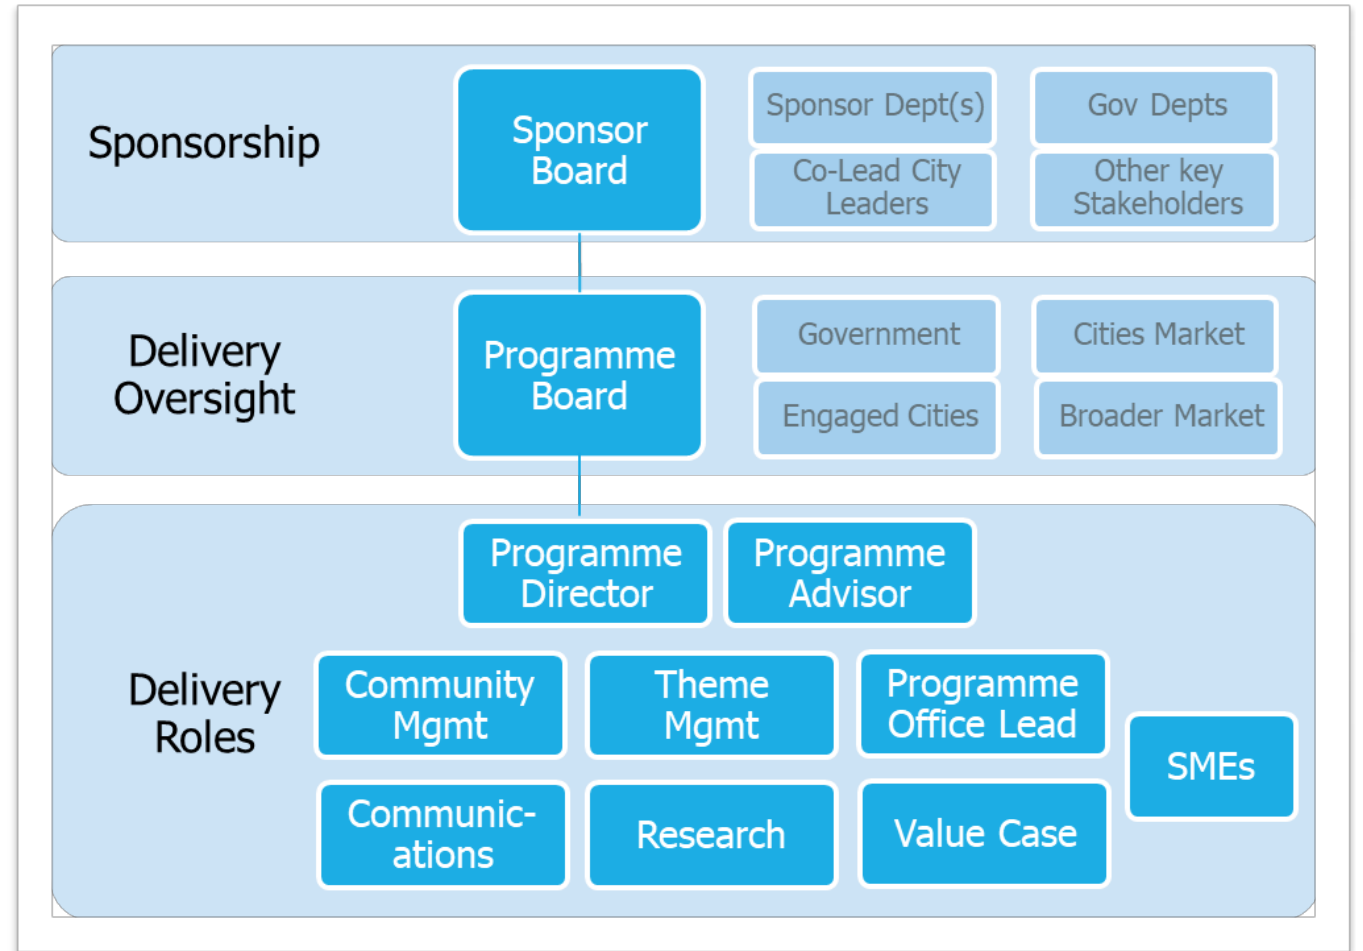 Sponsorship
Sponsor
Board
Sponsor Dept(s)
Gov Depts
Co-Lead City
Leaders
Other key
Stakeholders
Delivery
Oversight
Programme
Board
Government
Cities Market
Engaged Cities
Broader Market
Delivery
Roles
Programme
Director
Programme
Advisor
Community
Mgmt
Theme
Mgmt
Programme
Office Lead
SMEs
Communic-
ations
Research
Value Case